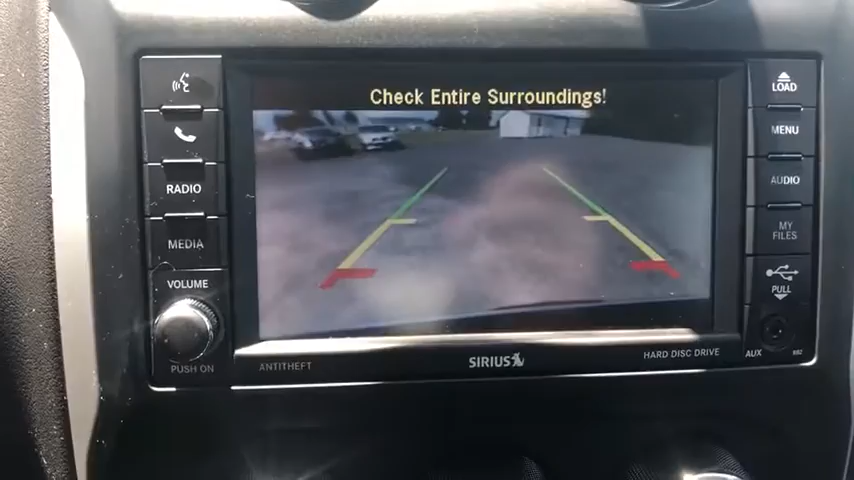 Check Entire Surroundings!
LOAD
MENU
RADIO
AUDIO
MEDIA
MY
FILES
VOLUME
PULL
PUSH ON
ANTITHEFT
SIRIUS
HARD DISC DRIVE
AUX